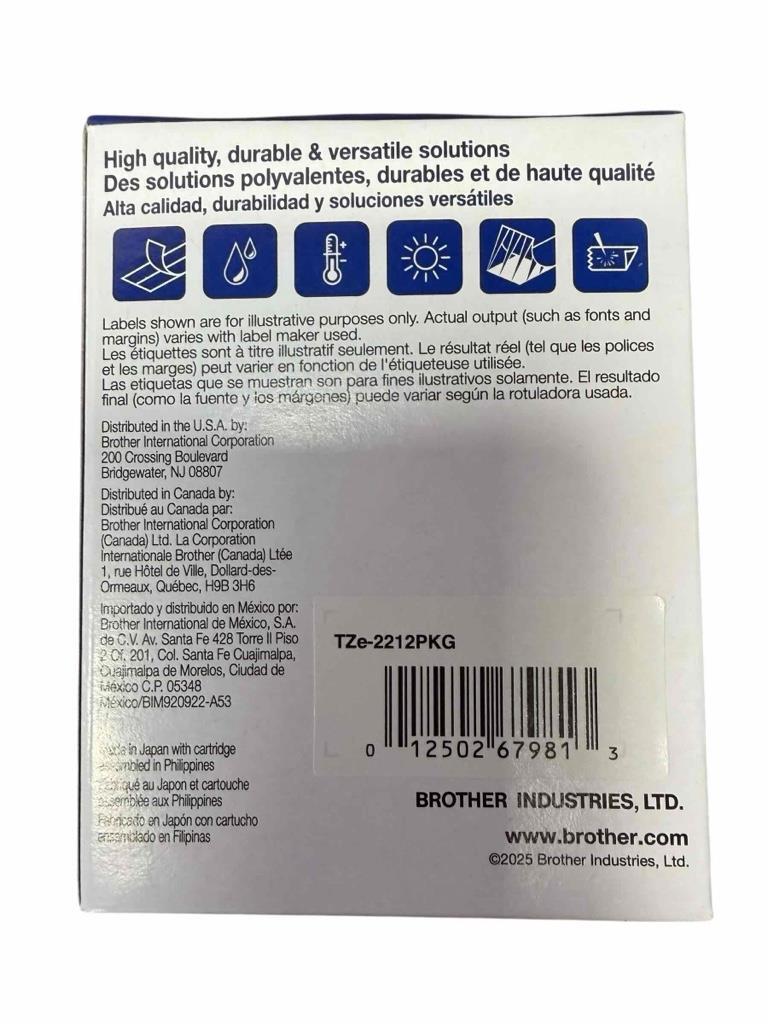 High quality, durable & versatile solutions
Des solutions polyvalentes, durables et de haute qualité
Alta calidad, durabilidad y soluciones versátiles
Labels shown are for illustrative purposes only. Actual output (such as fonts and
margins) varies with label maker used.
Les étiquettes sont à titre illustratif seulement. Le résultat réel (tel que les polices
et les marges) peut varier en fonction de l'étiqueteuse utilisée.
Las etiquetas que se muestran son para fines ilustrativos solamente. El resultado
final (como la fuente y los márgenes) puede variar según la rotuladora usada.
Distributed in the U.S.A. by:
Brother International Corporation
200 Crossing Boulevard
Bridgewater, NJ 08807
Distributed in Canada by:
Distribué au Canada par:
Brother International Corporation
(Canada) Ltd. La Corporation
Internationale Brother (Canada) Ltée
1, rue Hôtel de Ville, Dollard-des-
Ormeaux, Québec, H9B 3H6
Importado y distribuido en México por:
Brother International de México, S.A.
de C.V. Av. Santa Fe 428 Torre II Piso
2 Of. 201, Col. Santa Fe Cuajimalpa,
Cuajimalpa de Morelos, Ciudad de
México C.P. 05348
México/BIM920922-A53
Made in Japan with cartridge
assembled in Philippines
Fabriqué au Japon et cartouche
assemblée aux Philippines
Fabricado en Japón con cartucho
ensamblado en Filipinas
TZe-2212PKG
0 12502 67981 3
BROTHER INDUSTRIES, LTD.
www.brother.com
©2025 Brother Industries, Ltd.